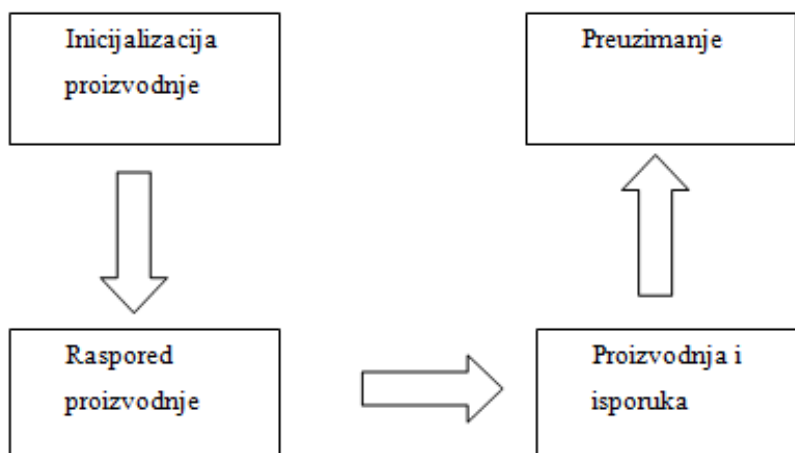 Inicijalizacija
proizvodnje
Preuzimanje
Raspored
proizvodnje
Proizvodnja i
isporuka